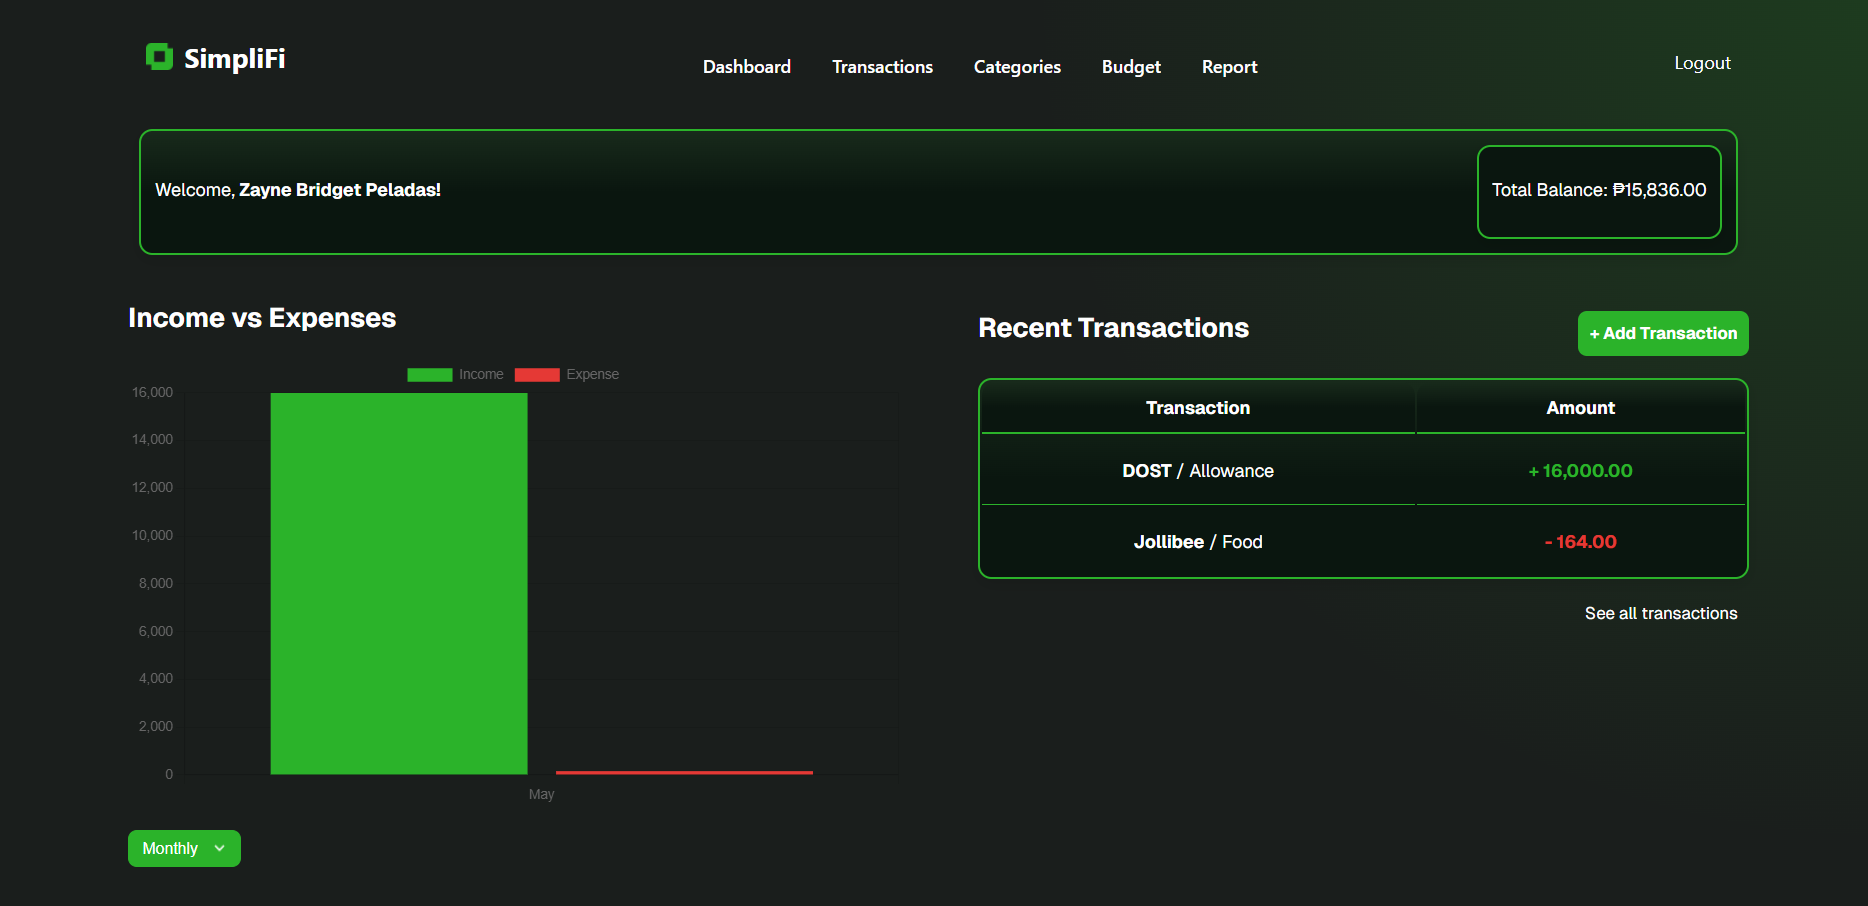 SimpliFi
Dashboard Transactions Categories Budget Report
Logout
Welcome, Zayne Bridget Peladas!
Total Balance: ₱15,836.00
Income vs Expenses
Income Expense
16,000
14,000
12,000
10,000
8,000
6,000
4,000
2,000
0
May
Monthly
Recent Transactions
+ Add Transaction
Transaction Amount
DOST / Allowance + 16,000.00
Jollibee / Food - 164.00
See all transactions